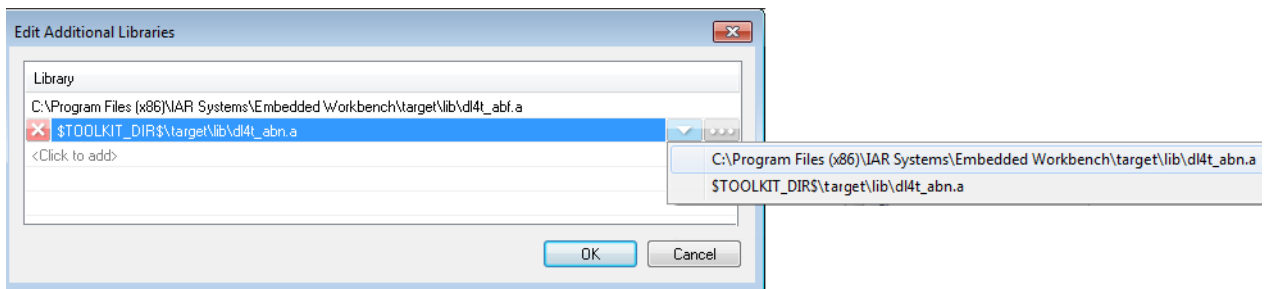 Edit Additional Libraries
Library
C:\Program Files (x86)\IAR Systems\Embedded Workbench\target\lib\dl4t_abf.a
$TOOLKIT_DIR$\target\lib\dl4t_abn.a
<Click to add>
C:\Program Files (x86)\IAR Systems\Embedded Workbench\target\lib\dl4t_abn.a
$TOOLKIT_DIR$\target\lib\dl4t_abn.a
OK Cancel